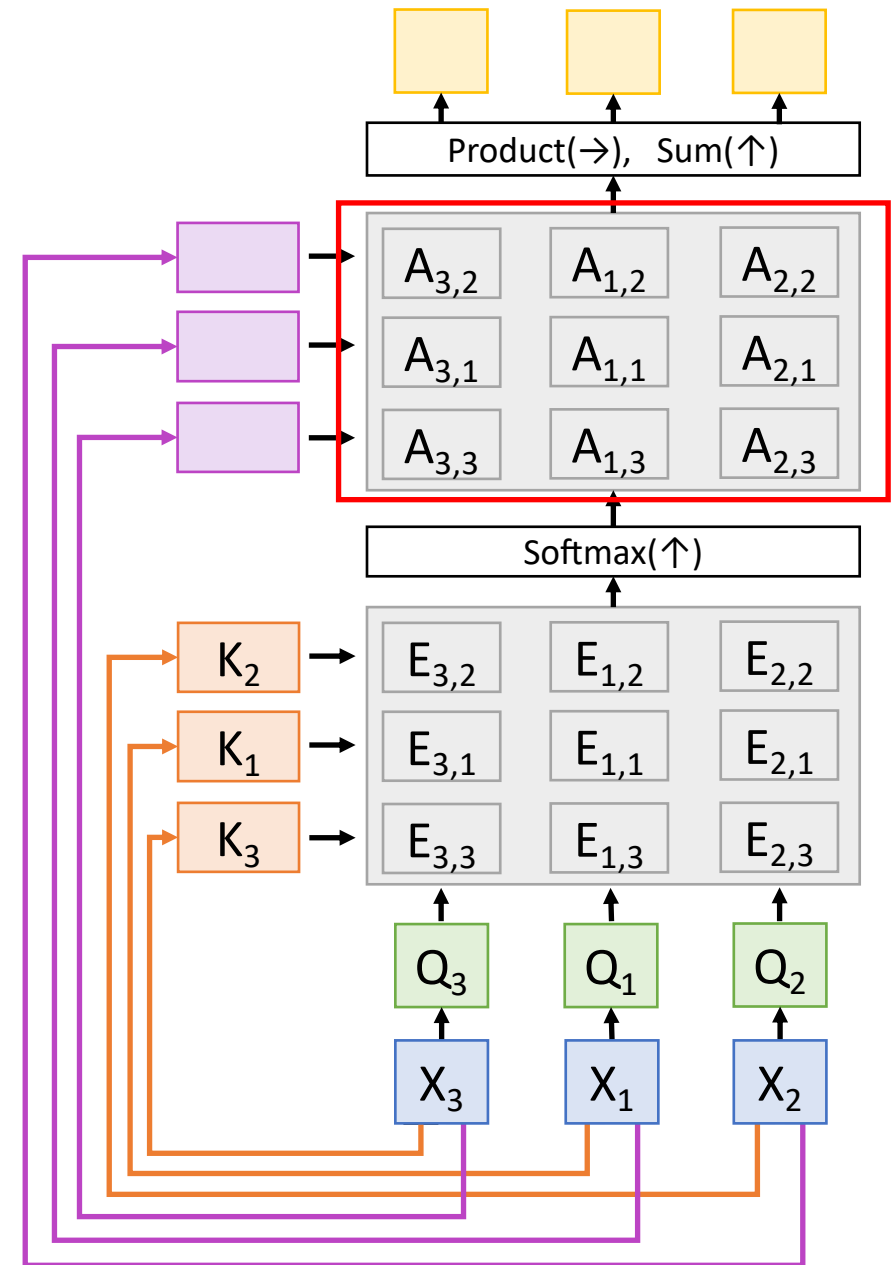 Product(→), Sum(↑)
A3,2 A1,2 A2,2
A3,1 A1,1 A2,1
A3,3 A1,3 A2,3
Softmax(↑)
K2 E3,2 E1,2 E2,2
K1 E3,1 E1,1 E2,1
K3 E3,3 E1,3 E2,3
Q3 Q1 Q2
X3 X1 X2